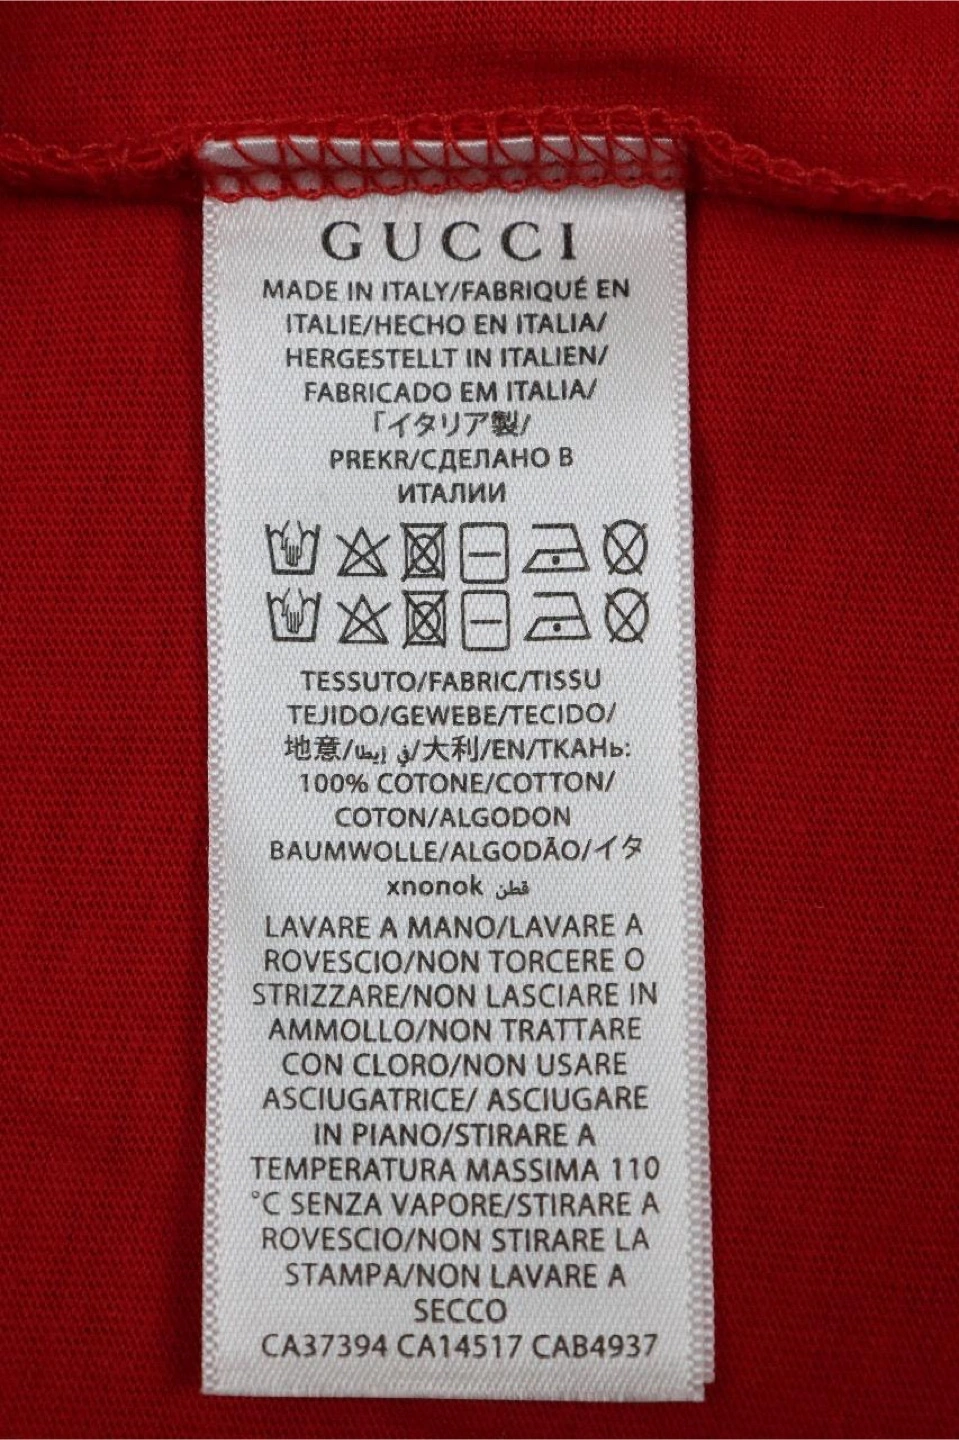 GUCCI
MADE IN ITALY/FABRIQUÉ EN
ITALIE/HECHO EN ITALIA/
HERGESTELLT IN ITALIEN/
FABRICADO EM ITALIA/
「イタリア製/
PREKR/СДЕЛАНО В
ИТАЛИИ
TESSUTO/FABRIC/TISSU
TEJIDO/GEWEBE/TECIDO/
地意/في إيطا/大利/EN/ТКАНЬ:
100% COTONE/COTTON/
COTON/ALGODON
BAUMWOLLE/ALGODÃO/イタ
xnonok قطن
LAVARE A MANO/LAVARE A
ROVESCIO/NON TORCERE O
STRIZZARE/NON LASCIARE IN
AMMOLLO/NON TRATTARE
CON CLORO/NON USARE
ASCIUGATRICE/ ASCIUGARE
IN PIANO/STIRARE A
TEMPERATURA MASSIMA 110
°C SENZA VAPORE/STIRARE A
ROVESCIO/NON STIRARE LA
STAMPA/NON LAVARE A
SECCO
CA37394 CA14517 CAB4937